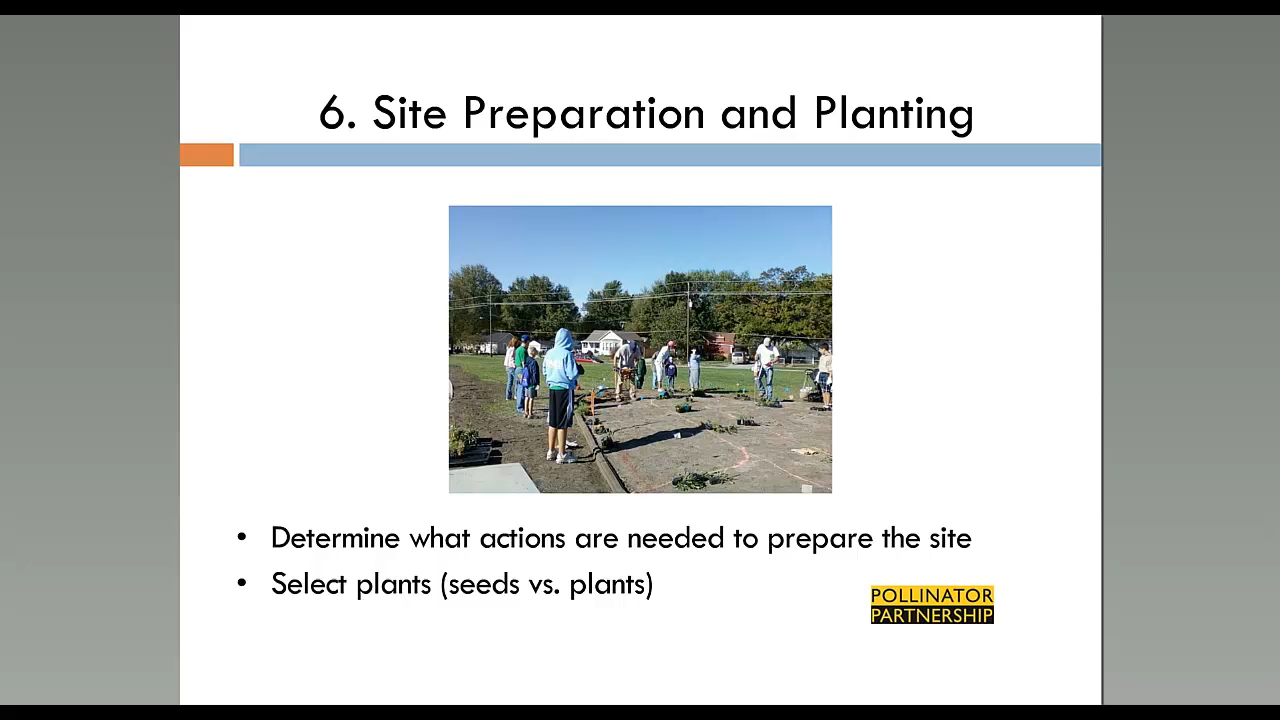 6. Site Preparation and Planting
• Determine what actions are needed to prepare the site
• Select plants (seeds vs. plants)
POLLINATOR
PARTNERSHIP